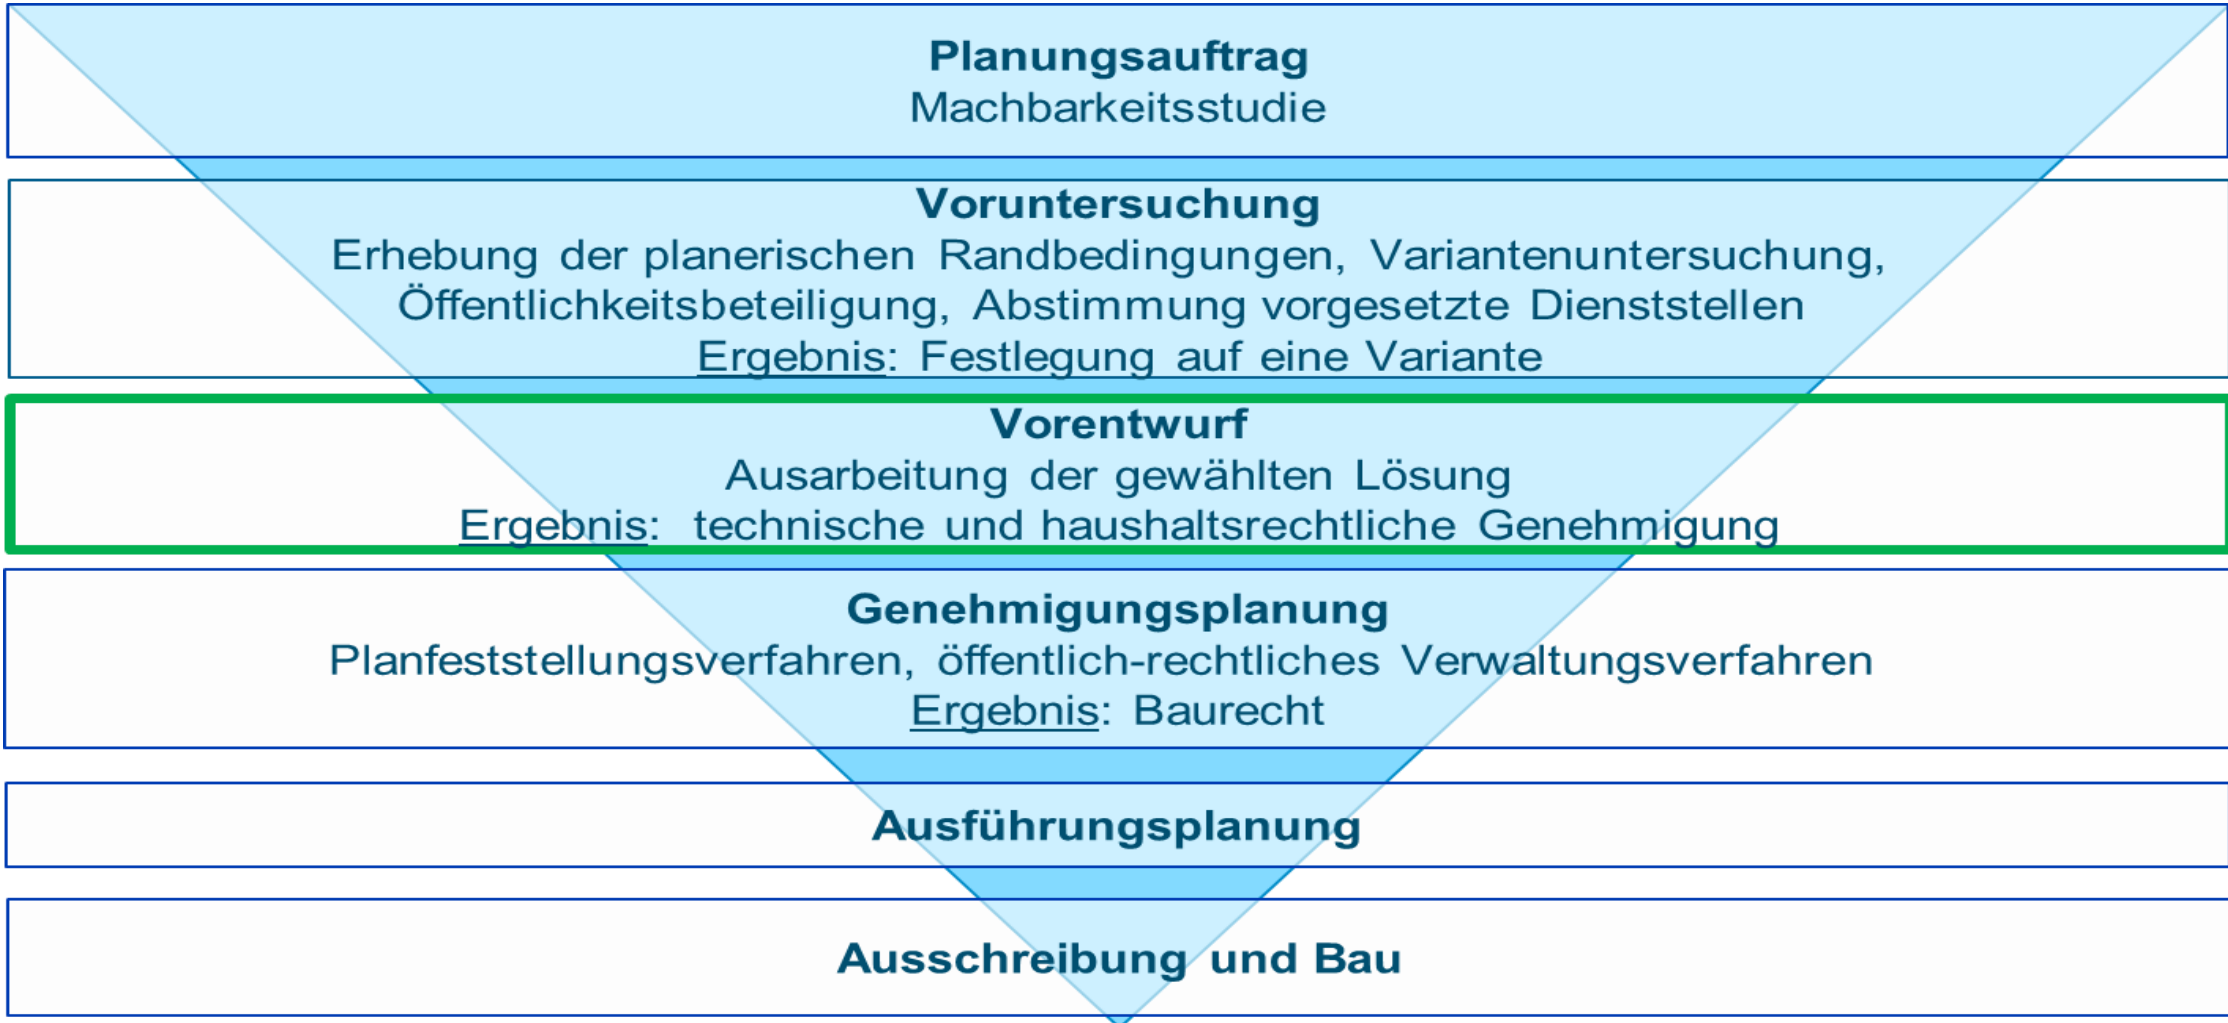 Planungsauftrag
Machbarkeitsstudie
Voruntersuchung
Erhebung der planerischen Randbedingungen, Variantenuntersuchung,
Öffentlichkeitsbeteiligung, Abstimmung vorgesetzte Dienststellen
Ergebnis: Festlegung auf eine Variante
Vorentwurf
Ausarbeitung der gewählten Lösung
Ergebnis: technische und haushaltsrechtliche Genehmigung
Genehmigungsplanung
Planfeststellungsverfahren, öffentlich-rechtliches Verwaltungsverfahren
Ergebnis: Baurecht
Ausführungsplanung
Ausschreibung und Bau